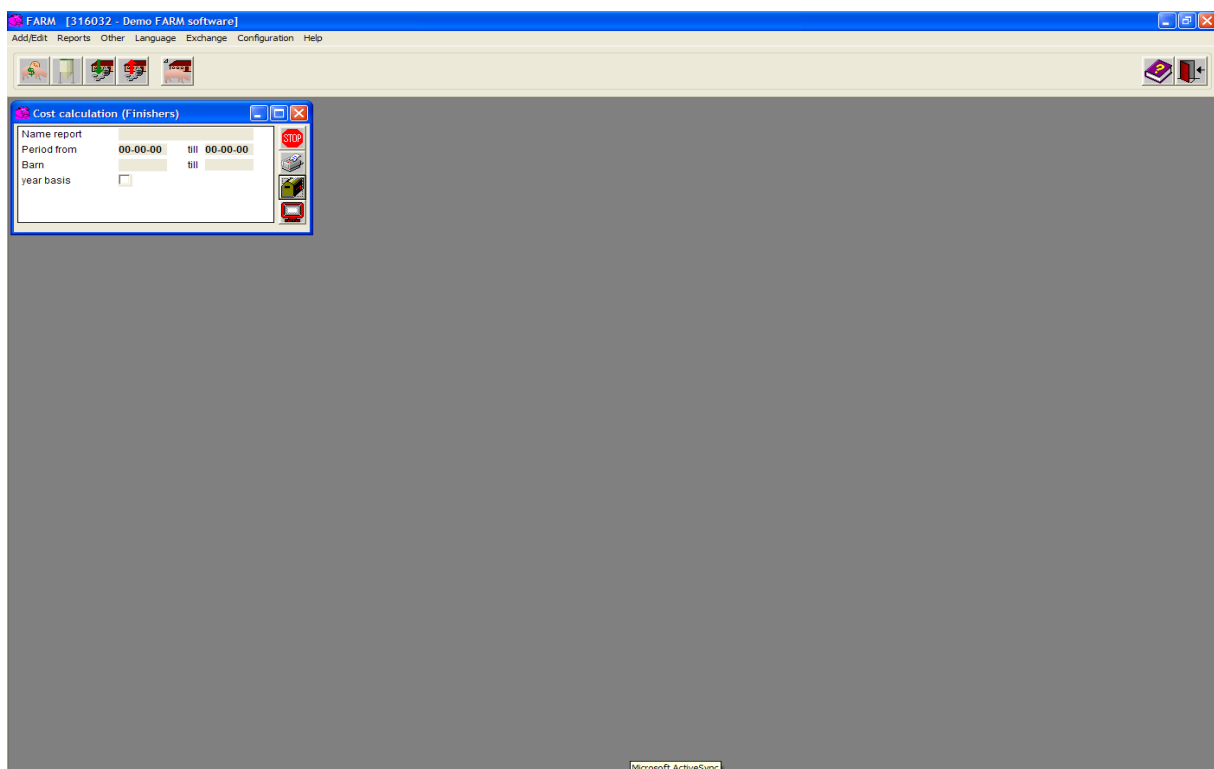 FARM [316032 - Demo FARM software]
Add/Edit Reports Other Language Exchange Configuration Help
Cost calculation (Finishers)
Name report
STOP
Period from 00-00-00 till 00-00-00
Barn till
year basis
Microsoft ActiveSync